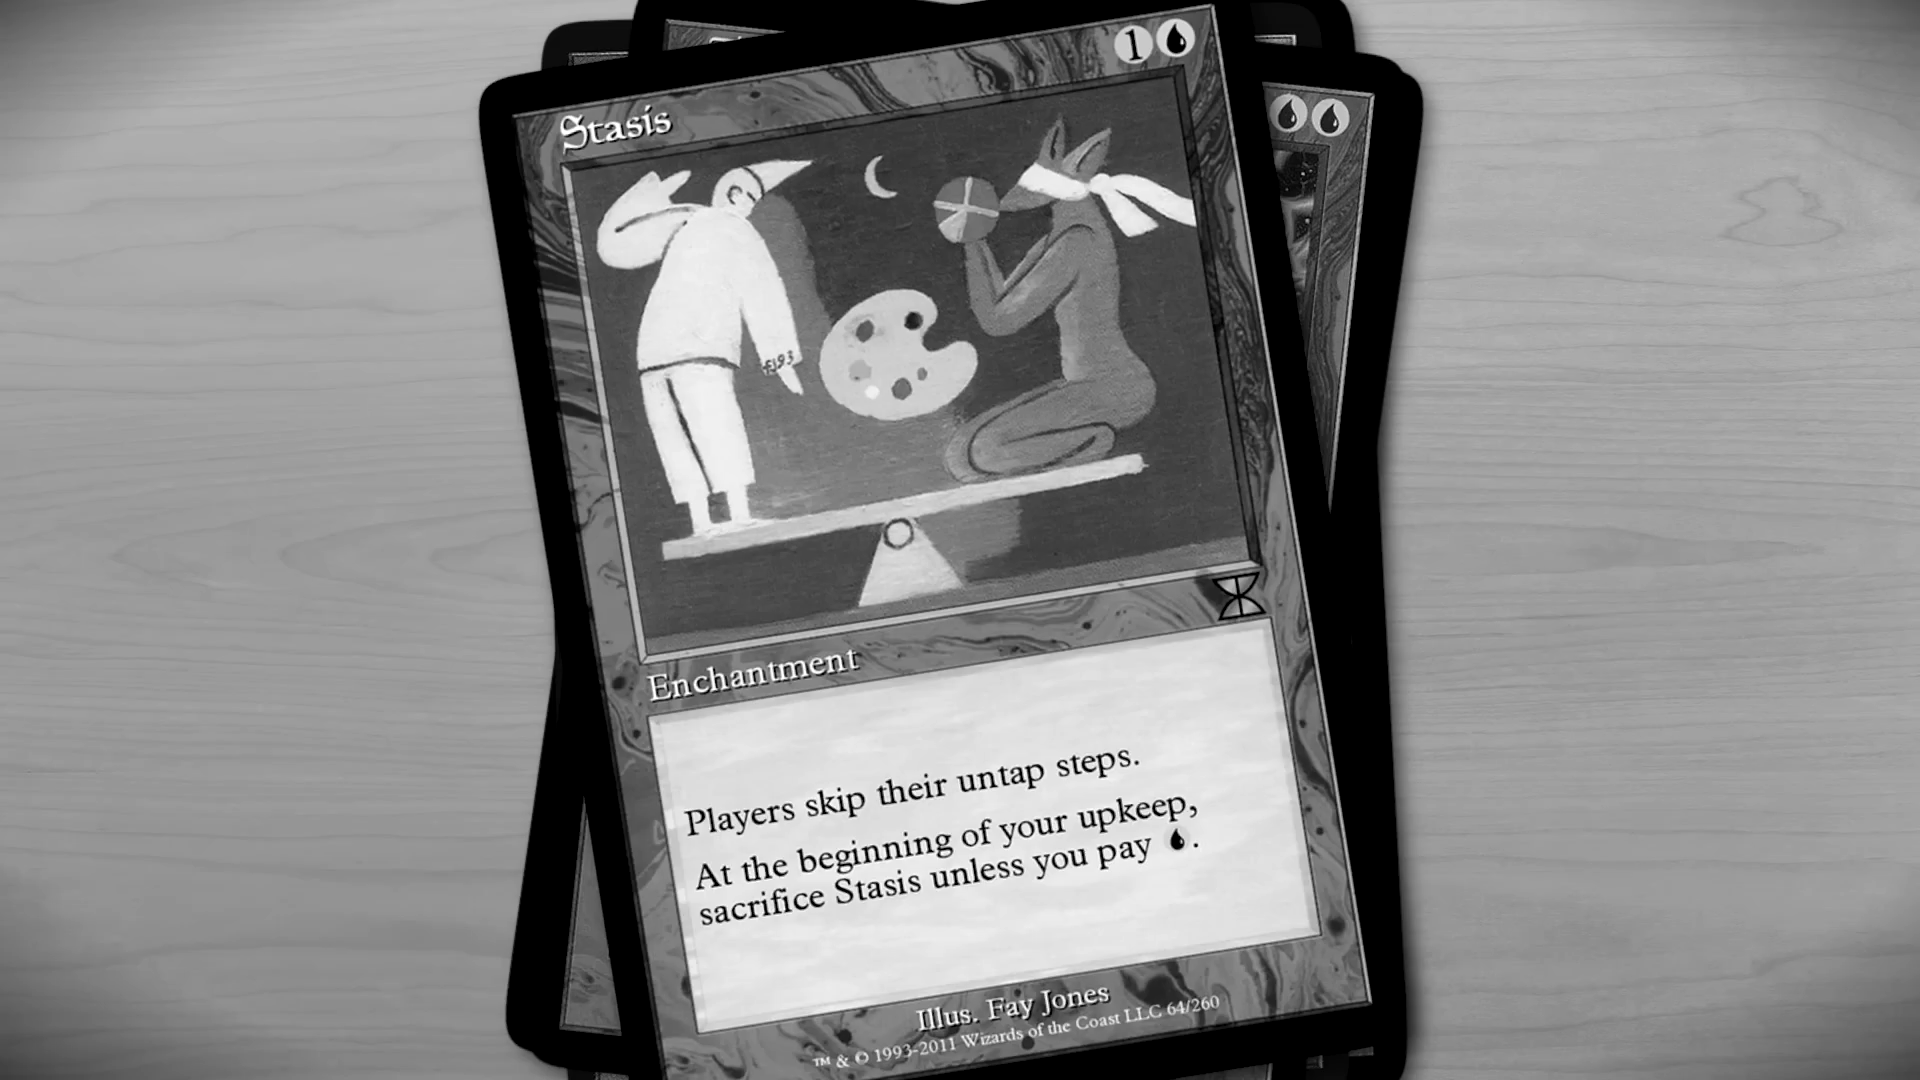 1
Stasis
fJ93
Enchantment
Players skip their untap steps.
At the beginning of your upkeep,
sacrifice Stasis unless you pay .
Illus. Fay Jones
™ & © 1993-2011 Wizards of the Coast LLC 64/260